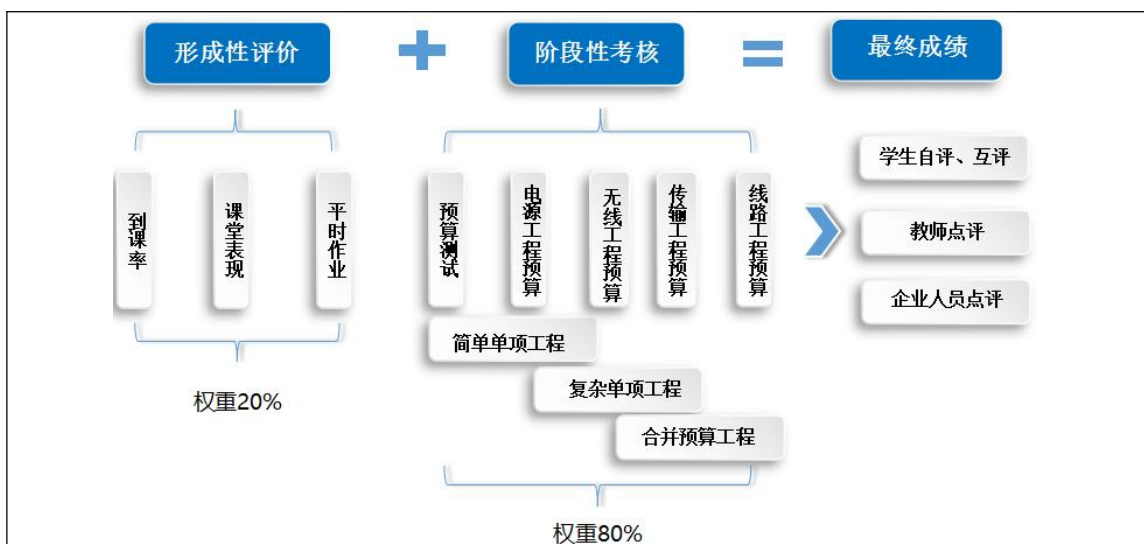 形成性评价
+
阶段性考核
=
最终成绩
到课率
课堂表现
平时作业
预算测试
电源工程预算
无线工程预算
传输工程预算
线路工程预算
学生自评、互评
教师点评
企业人员点评
简单单项工程
复杂单项工程
合并预算工程
权重20%
权重80%